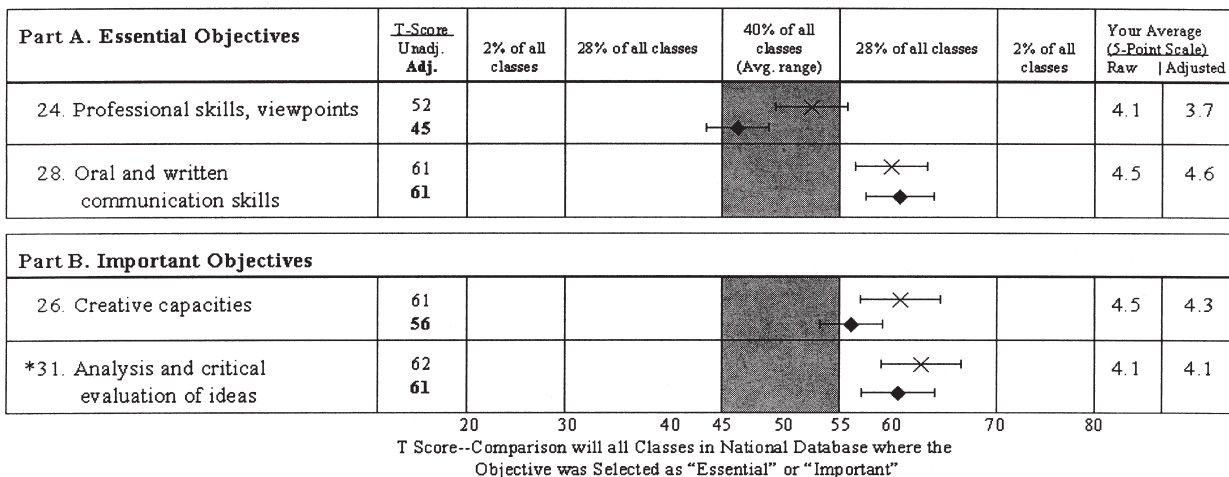 Part A. Essential Objectives
T-Score
Unadj.
Adj.
2% of all
classes
28% of all classes
40% of all
classes
(Avg. range)
28% of all classes
2% of all
classes
Your Average
(5-Point Scale)
Raw | Adjusted
24. Professional skills, viewpoints
52
45
4.1
3.7
28. Oral and written
communication skills
61
61
4.5
4.6
Part B. Important Objectives
26. Creative capacities
61
56
4.5
4.3
*31. Analysis and critical
evaluation of ideas
62
61
4.1
4.1
20 30 40 45 50 55 60 70 80
T Score--Comparison will all Classes in National Database where the
Objective was Selected as “Essential” or “Important”